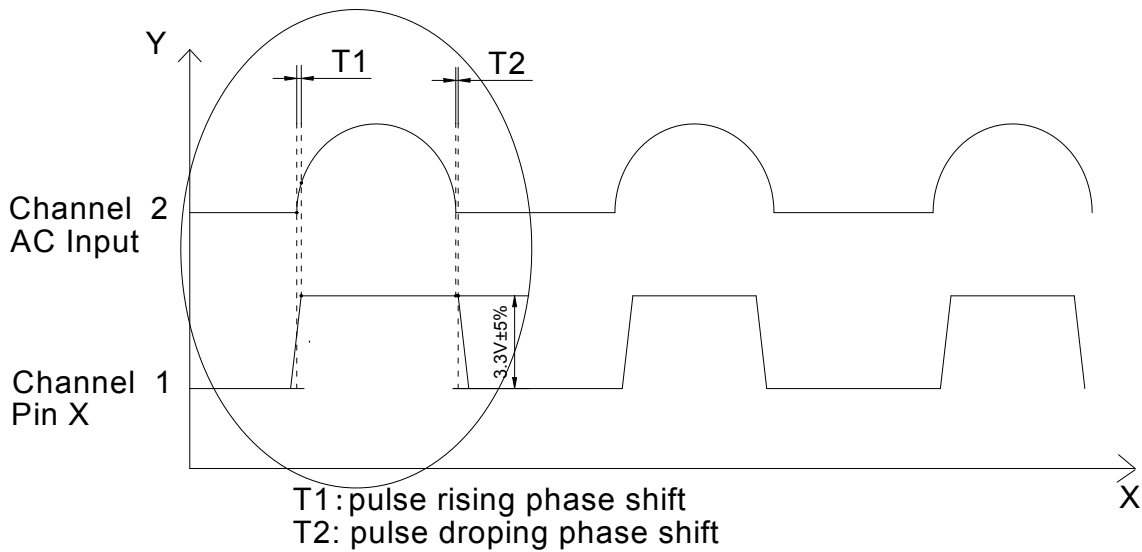 Y
T1
T2
Channel 2
AC Input
3.3V±5%
Channel 1
Pin X
X
T1: pulse rising phase shift
T2: pulse droping phase shift